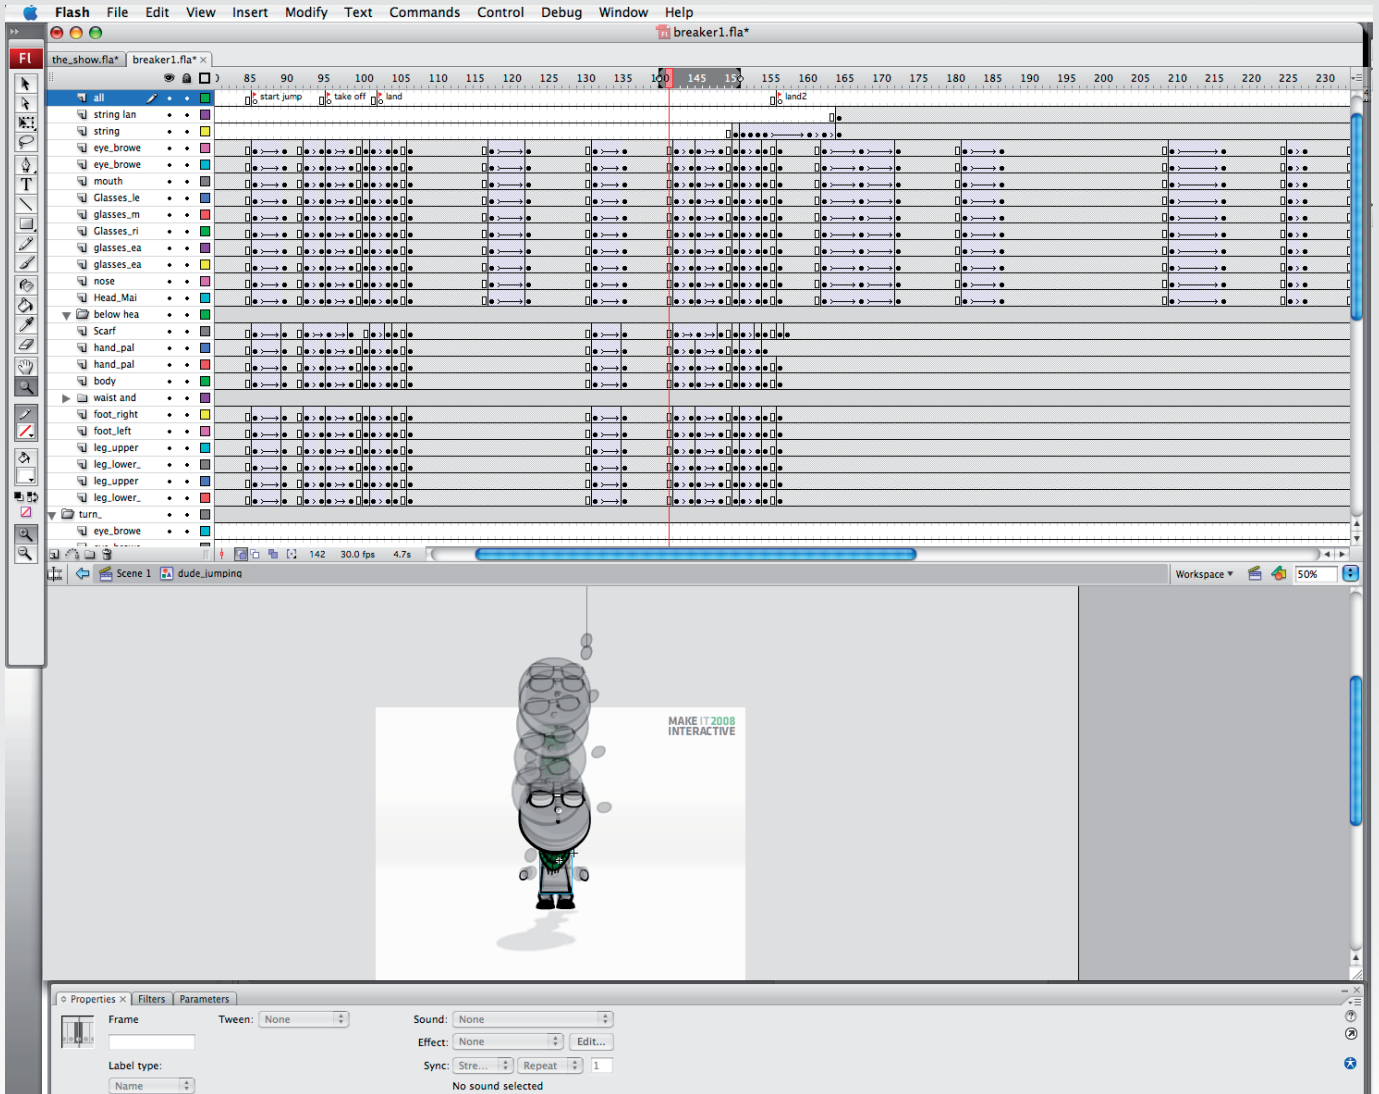 Flash File Edit View Insert Modify Text Commands Control Debug Window Help
breaker1.fla*
Fl
the_show.fla* breaker1.fla*
85 90 95 100 105 110 115 120 125 130 135 145 155 160 165 170 175 180 185 190 195 200 205 210 215 220 225 230
all start jump take off land land2
string lan
string
eye_browe
eye_browe
mouth
Glasses_le
glasses_m
Glasses_ri
glasses_ea
glasses_ea
nose
Head_Mai
below hea
Scarf
hand_pal
hand_pal
body
waist and
foot_right
foot_left
leg_upper
leg_lower_
leg_upper
leg_lower_
turn_
eye_browe
142 30.0 fps 4.7s
Scene 1 dude_jumping Workspace 50%
MAKE IT 2008
INTERACTIVE
Properties Filters Parameters
Frame Tween: None Sound: None
Effect: None Edit...
Label type: Sync: Stre... Repeat 1
Name No sound selected